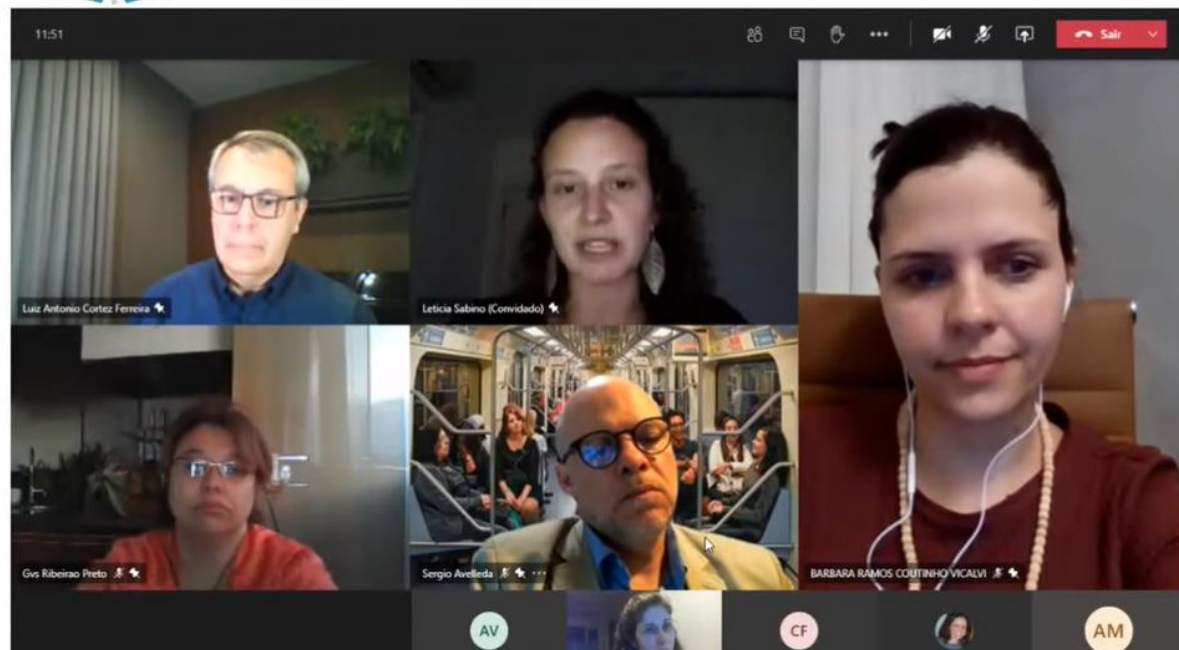 11:51
Sair
Luiz Antonio Cortez Ferreira
Leticia Sabino (Convidado)
Gvs Ribeirao Preto
Sergio Avelleda
BARBARA RAMOS COUTINHO VICALVI
AV
CF
AM